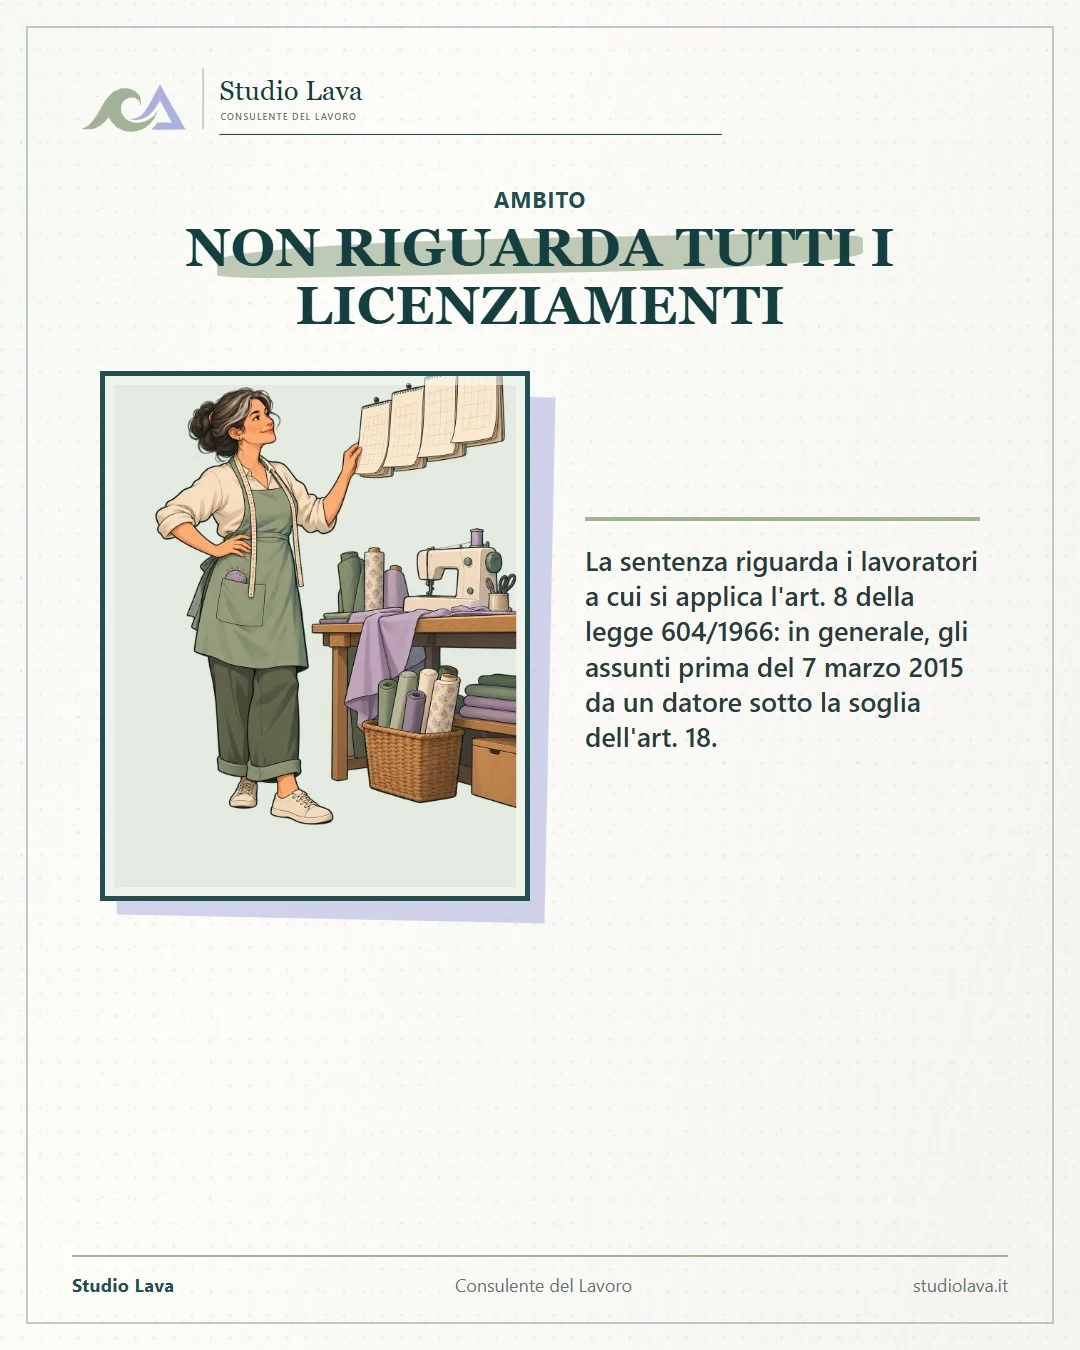 Studio Lava
CONSULENTE DEL LAVORO
AMBITO
NON RIGUARDA TUTTI I
LICENZIAMENTI
La sentenza riguarda i lavoratori
a cui si applica l'art. 8 della
legge 604/1966: in generale, gli
assunti prima del 7 marzo 2015
da un datore sotto la soglia
dell'art. 18.
Studio Lava
Consulente del Lavoro
studiolava.it